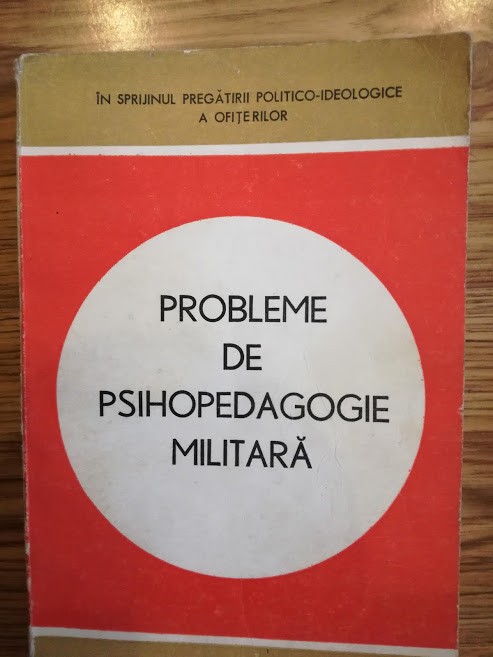 ÎN SPRIJINUL PREGĂTIRII POLITICO-IDEOLOGICE
A OFIȚERILOR
PROBLEME
DE
PSIHOPEDAGOGIE
MILITARĂ